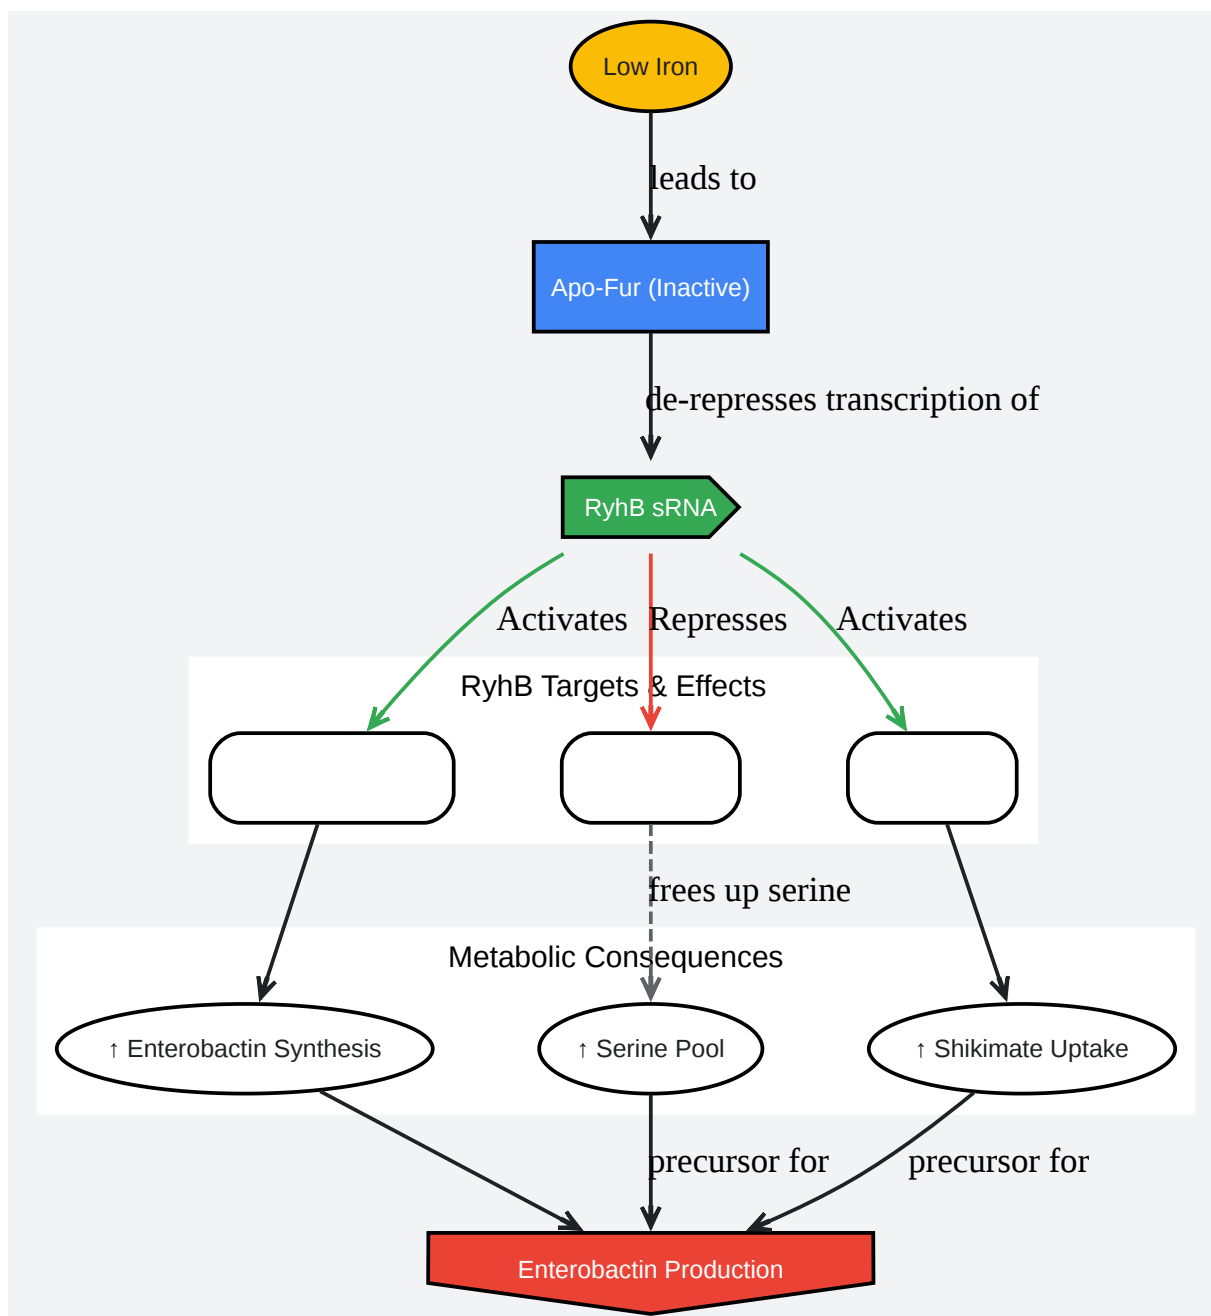 Low Iron
leads to
Apo-Fur (Inactive)
de-represses transcription of
RyhB sRNA
Activates
Represses
Activates
RyhB Targets & Effects
frees up serine
Metabolic Consequences
↑ Enterobactin Synthesis
↑ Serine Pool
↑ Shikimate Uptake
precursor for
precursor for
Enterobactin Production